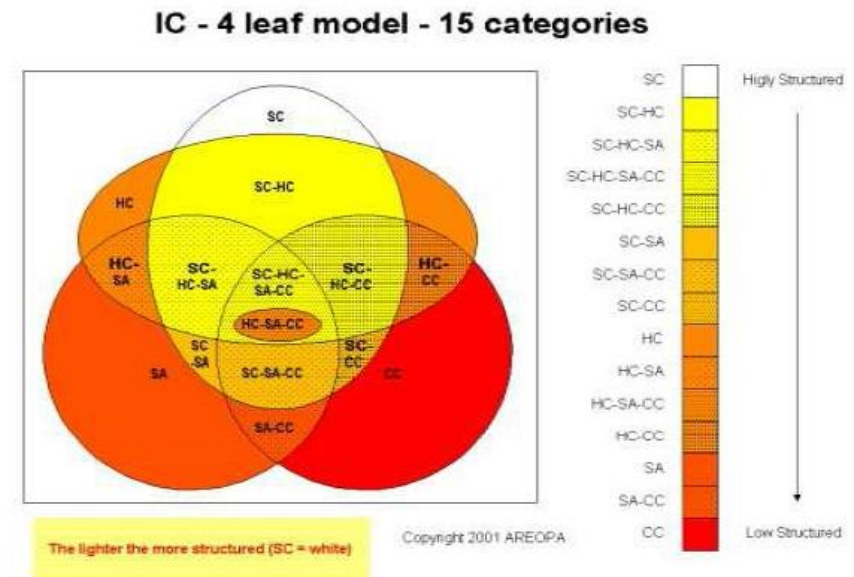 IC - 4 leaf model - 15 categories
SC
SC-HC
HC
HC-
SA
SC-
HC-SA
SC-HC-
SA-CC
SC-
HC-CC
HC-
CC
HC-SA-CC
SC
-SA
SC-
CC
SA
SC-SA-CC
CC
SA-CC
SC
Higly Structured
SC-HC
SC-HC-SA
SC-HC-SA-CC
SC-HC-CC
SC-SA
SC-SA-CC
SC-CC
HC
HC-SA
HC-SA-CC
HC-CC
SA
SA-CC
CC
Low Structured
The lighter the more structured (SC = white)
Copyright 2001 AREOPA